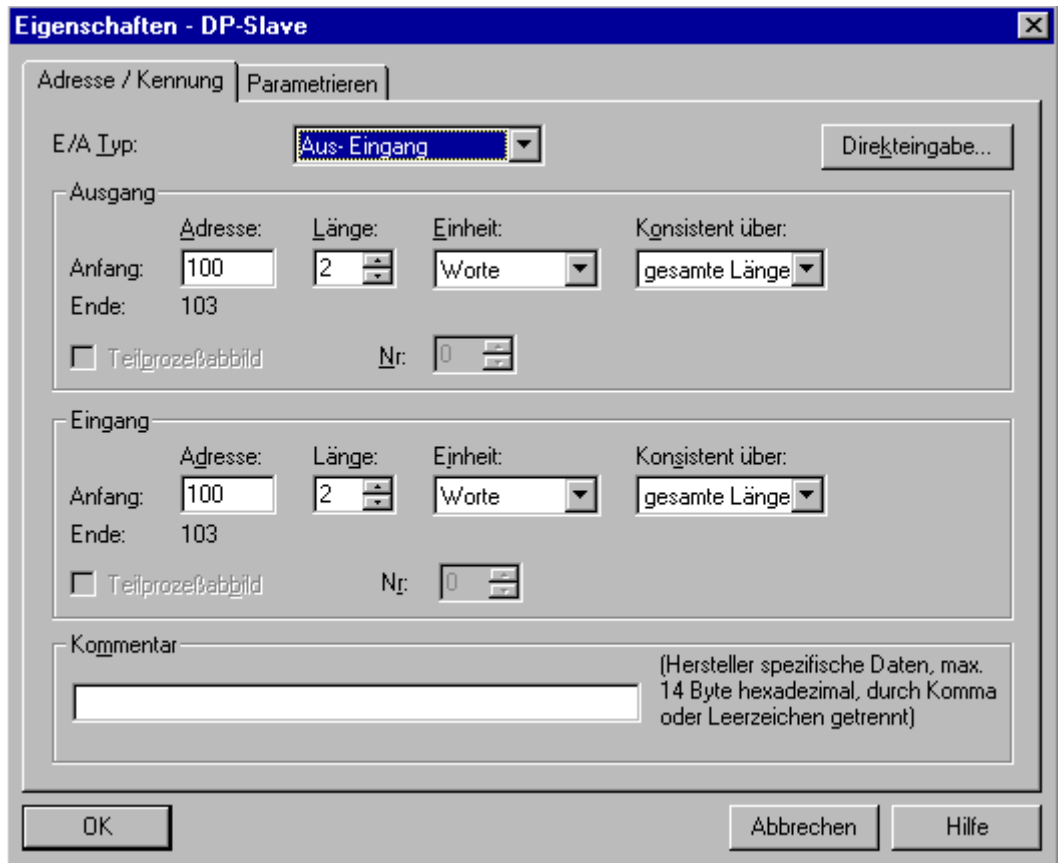 Eigenschaften - DP-Slave
Adresse / Kennung Parametrieren
E/A Typ: Aus- Eingang Direkteingabe...
Ausgang
Adresse: Länge: Einheit: Konsistent über:
Anfang: 100 2 Worte gesamte Länge
Ende: 103
Teilprozeßabbild Nr: 0
Eingang
Adresse: Länge: Einheit: Konsistent über:
Anfang: 100 2 Worte gesamte Länge
Ende: 103
Teilprozeßabbild Nr: 0
Kommentar
(Hersteller spezifische Daten, max.
14 Byte hexadezimal, durch Komma
oder Leerzeichen getrennt)
OK Abbrechen Hilfe